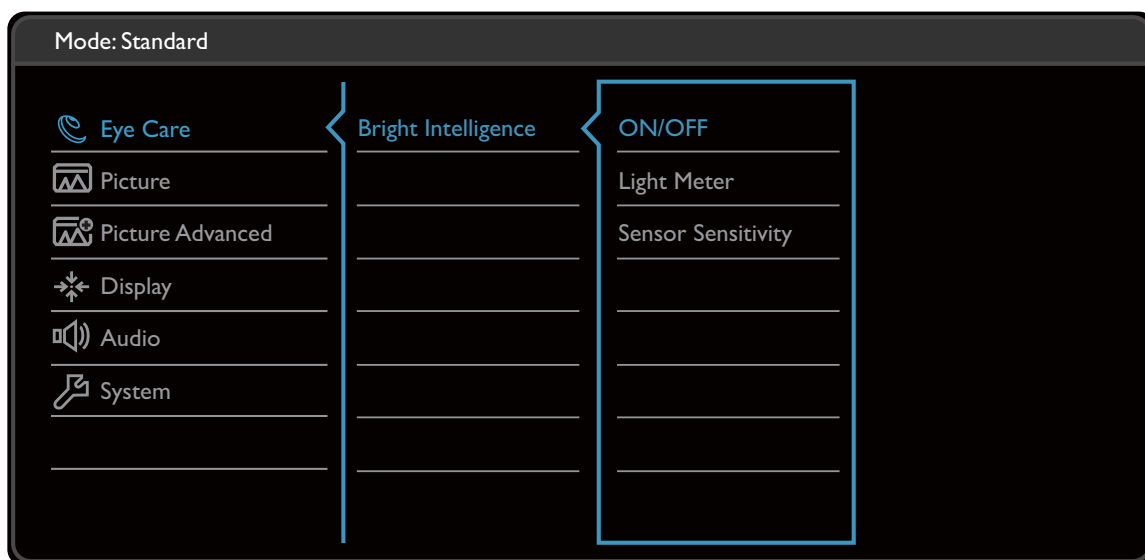 Mode: Standard
Eye Care
Bright Intelligence
ON/OFF
Picture
Light Meter
Picture Advanced
Sensor Sensitivity
Display
Audio
System